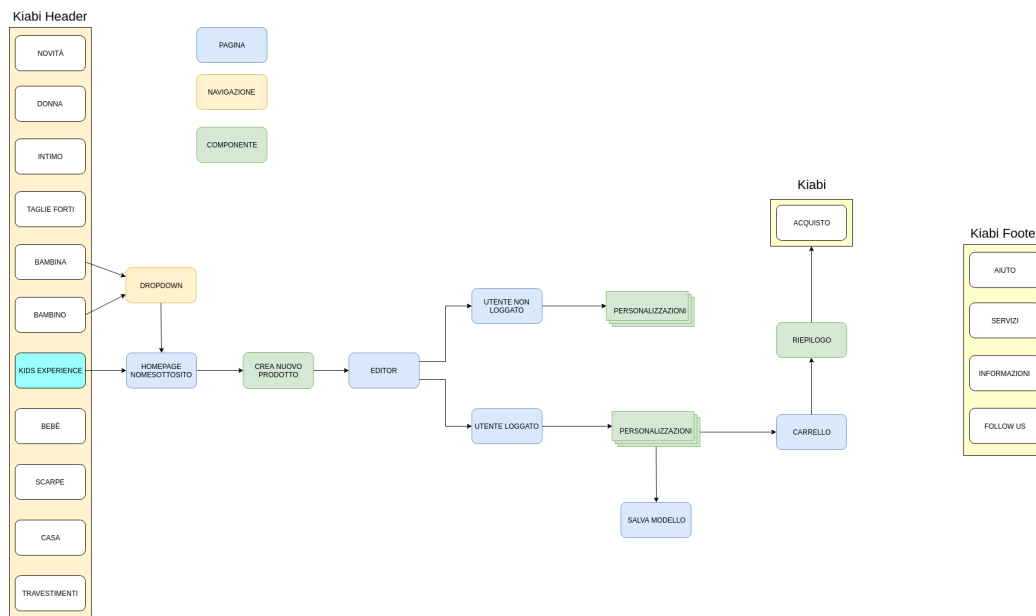 Kiabi Header
NOVITÀ
DONNA
INTIMO
TAGLIE FORTI
BAMBINA
BAMBINO
KIDS EXPERIENCE
BEBÈ
SCARPE
CASA
TRAVESTIMENTI
PAGINA
NAVIGAZIONE
COMPONENTE
DROPDOWN
HOMEPAGE
NOMESOTTOSITO
CREA NUOVO
PRODOTTO
EDITOR
UTENTE NON
LOGGATO
PERSONALIZZAZIONI
UTENTE LOGGATO
PERSONALIZZAZIONI
SALVA MODELLO
CARRELLO
RIEPILOGO
Kiabi
ACQUISTO
Kiabi Foote
AIUTO
SERVIZI
INFORMAZIONI
FOLLOW US